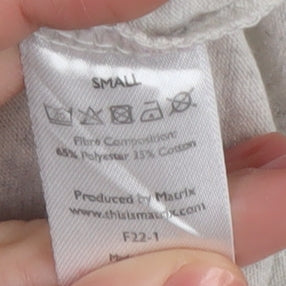 SMALL
Fibre Composition:
65% Polyester 35% Cotton
Produced by Matrix
www.thisismatrix.com
F22-1